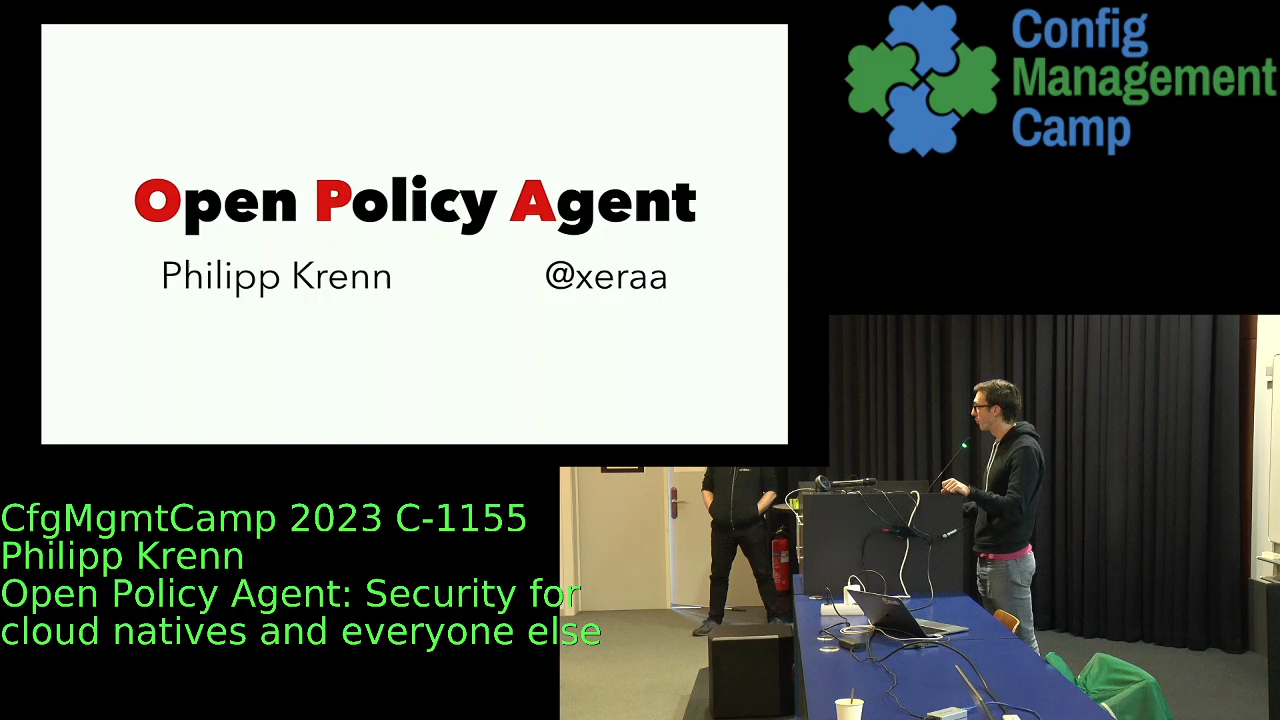 Open Policy Agent
Philipp Krenn @xeraa
Config
Management
Camp
CfgMgmtCamp 2023 C-1155
Philipp Krenn
Open Policy Agent: Security for
cloud natives and everyone else